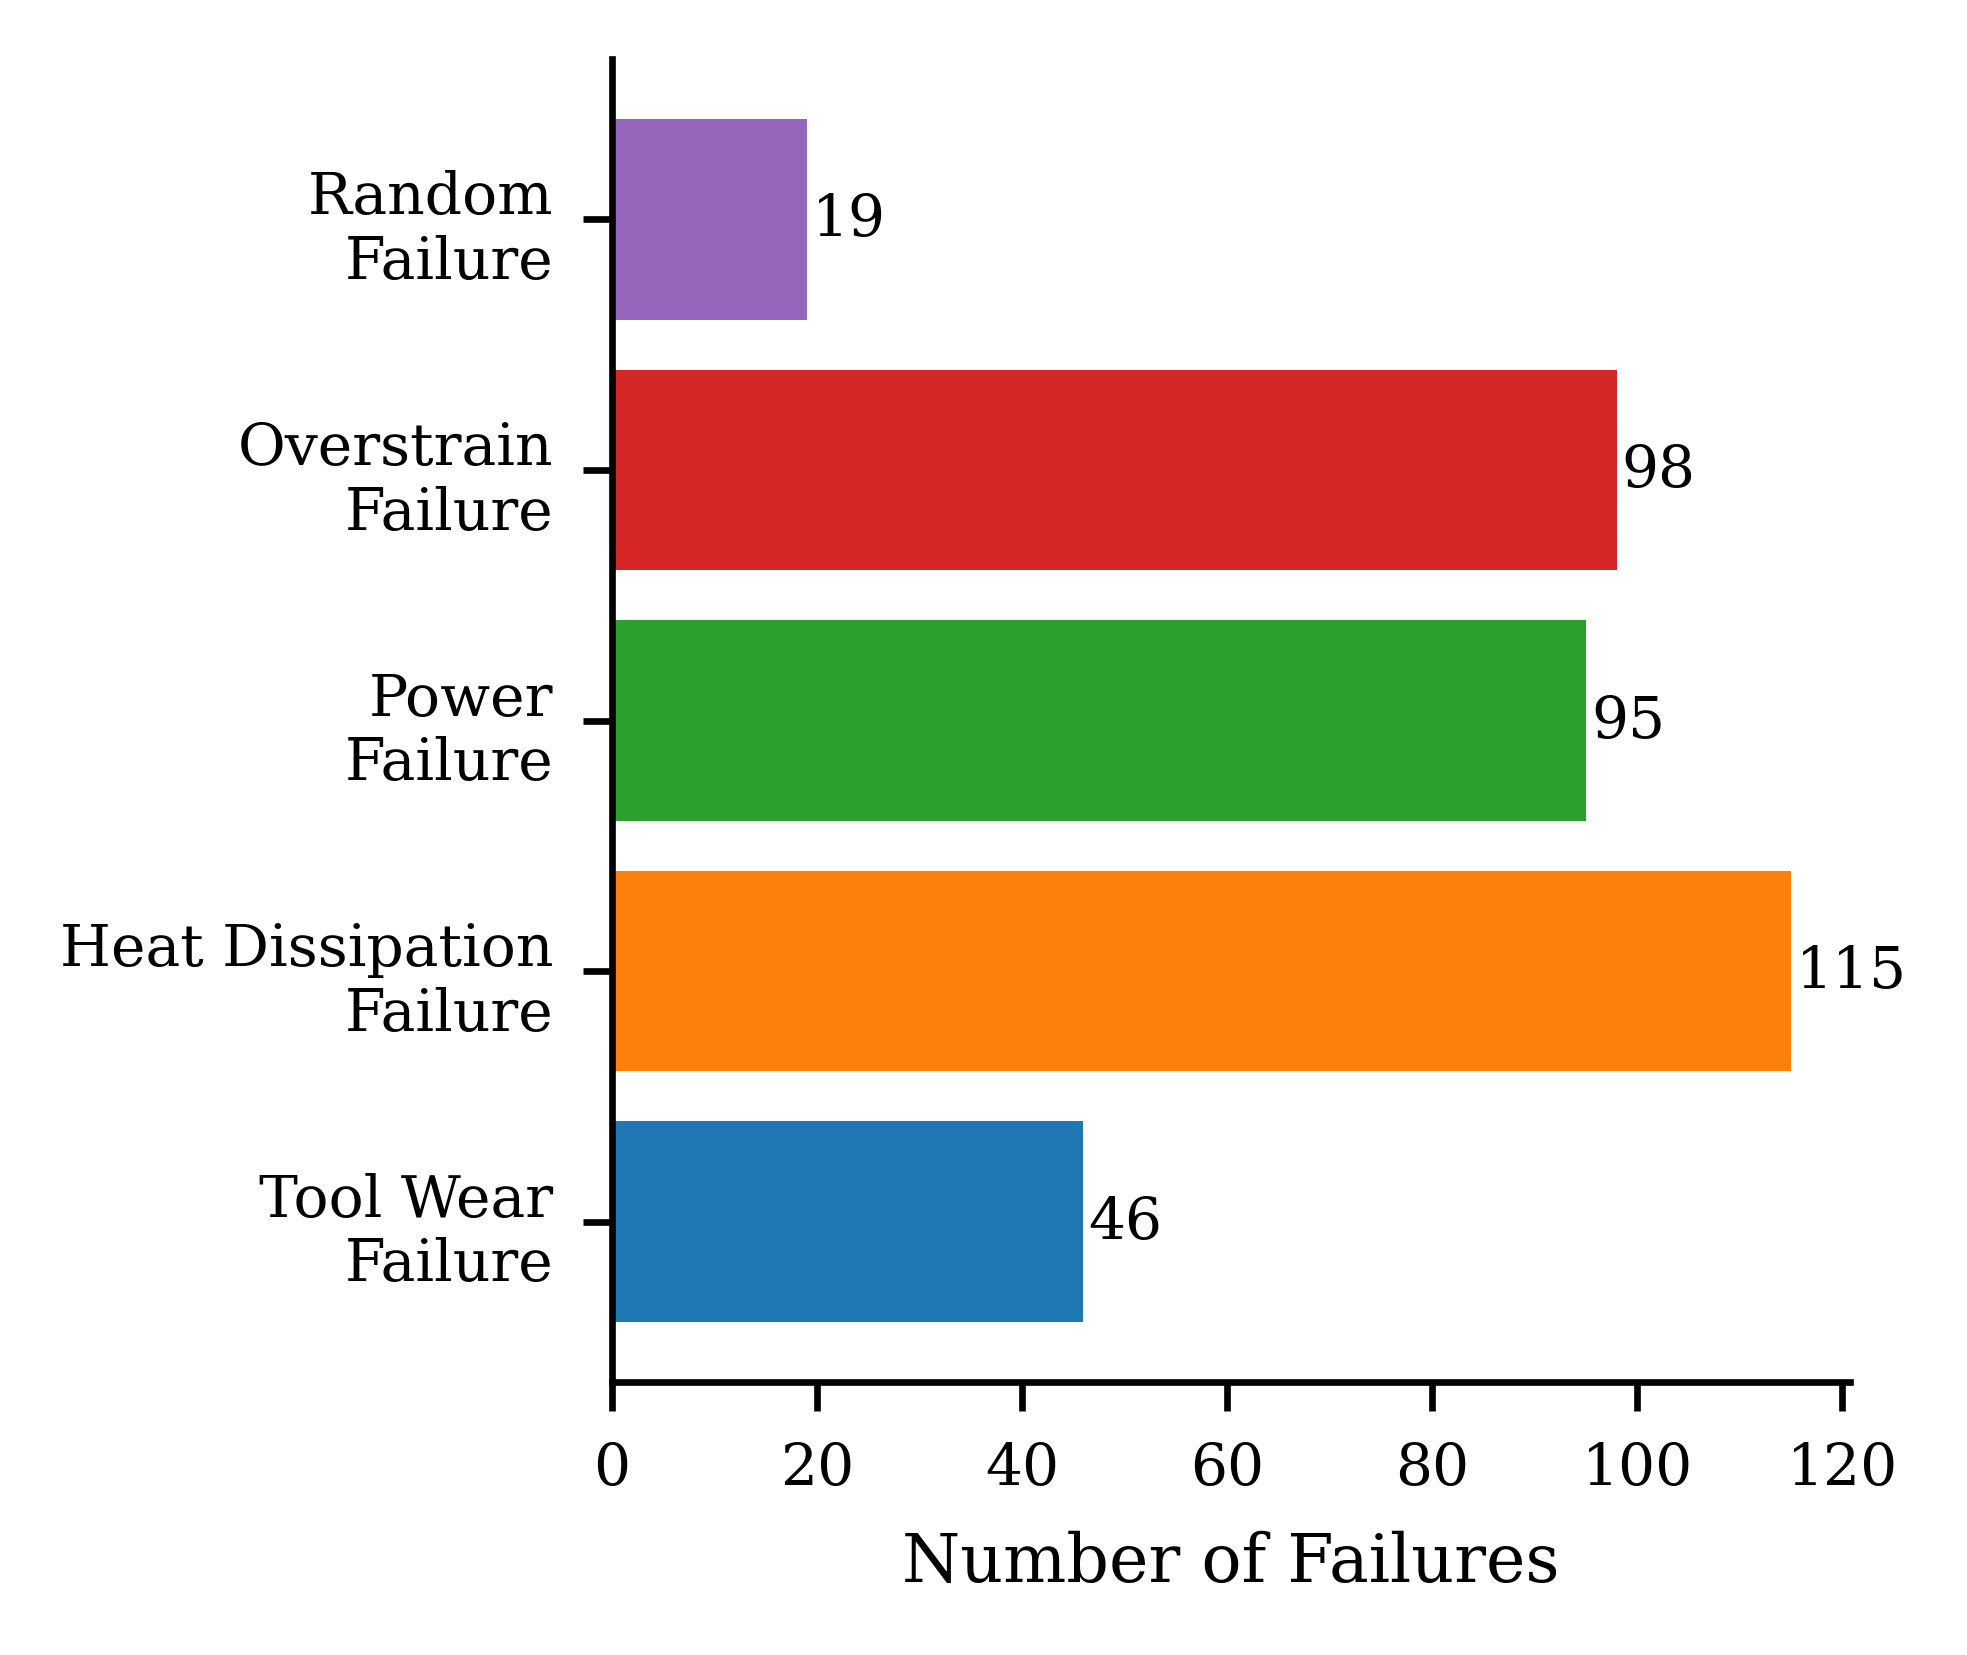 Random
Failure
19
Overstrain
Failure
98
Power
Failure
95
Heat Dissipation
Failure
115
Tool Wear
Failure
46
0 20 40 60 80 100 120
Number of Failures